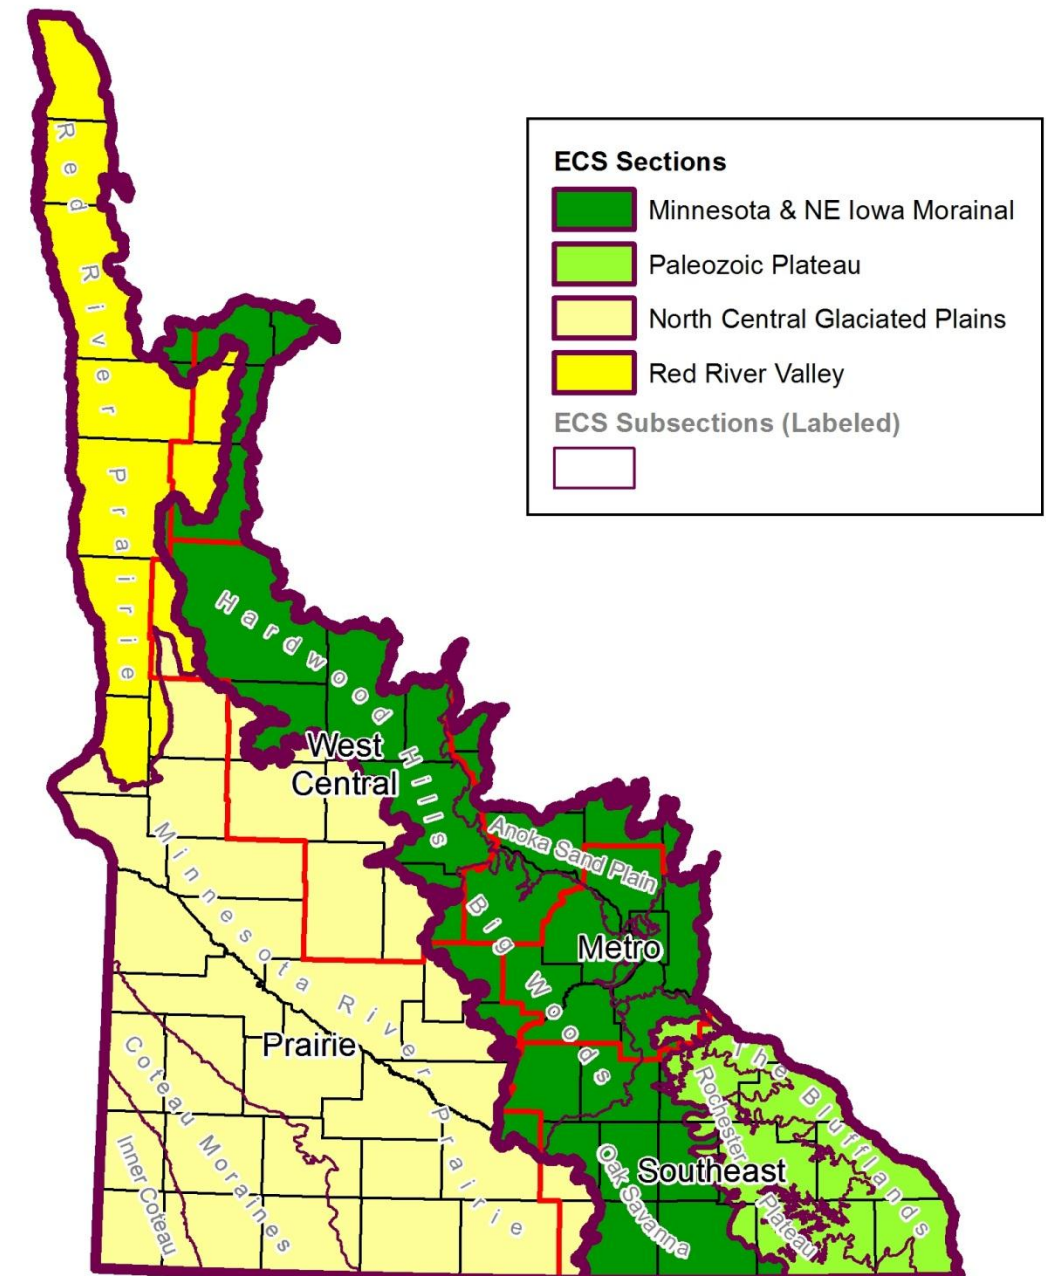 ECS Sections
Minnesota & NE Iowa Morainal
Paleozoic Plateau
North Central Glaciated Plains
Red River Valley
ECS Subsections (Labeled)
Red River Prairie
Hardwood Hills
West
Central
Anoka Sand Plain
Minnesota River Prairie
Big Woods
Metro
Prairie
The Blufflands
Rochester Plateau
Coteau Moraines
Inner Coteau
Oak Savanna
Southeast